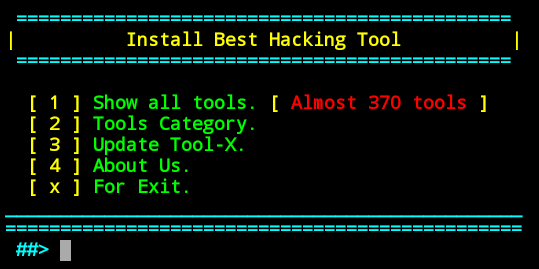 ==============================================
| Install Best Hacking Tool |
==============================================
[ 1 ] Show all tools. [ Almost 370 tools ]
[ 2 ] Tools Category.
[ 3 ] Update Tool-X.
[ 4 ] About Us.
[ x ] For Exit.
================================================
##>